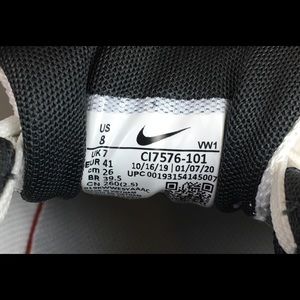 US 8
UK 7
EUR 41
cm 26
BR 39.5
CN 260(2.5)
VW1
CI7576-101
10/16/19 01/07/20
UPC 00193154145007